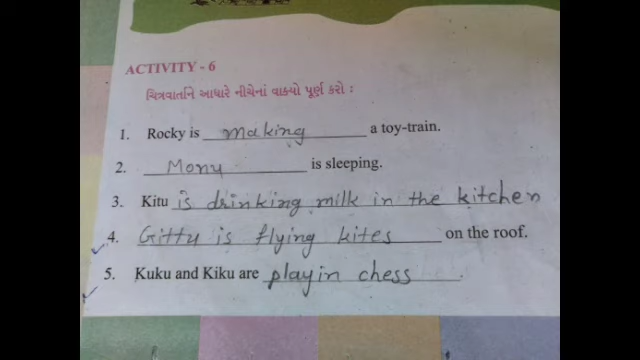 ACTIVITY - 6
ચિત્રવાર્તાને આધારે નીચેનાં વાક્યો પૂર્ણ કરો :
1. Rocky is making a toy-train.
2. Mony is sleeping.
3. Kitu is drinking milk in the kitchen
4. Gittu is flying kites on the roof.
5. Kuku and Kiku are playin chess .